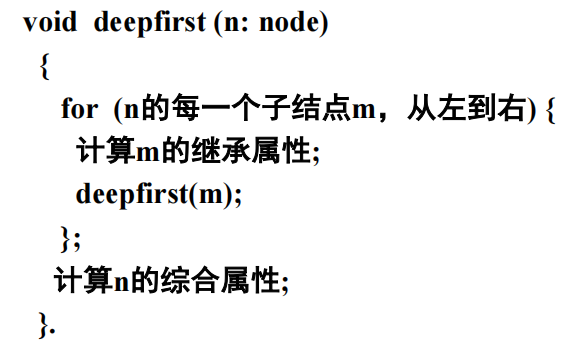 void deepfirst (n: node)
{
for (n的每一个子结点m，从左到右) {
计算m的继承属性;
deepfirst(m);
};
计算n的综合属性;
}.